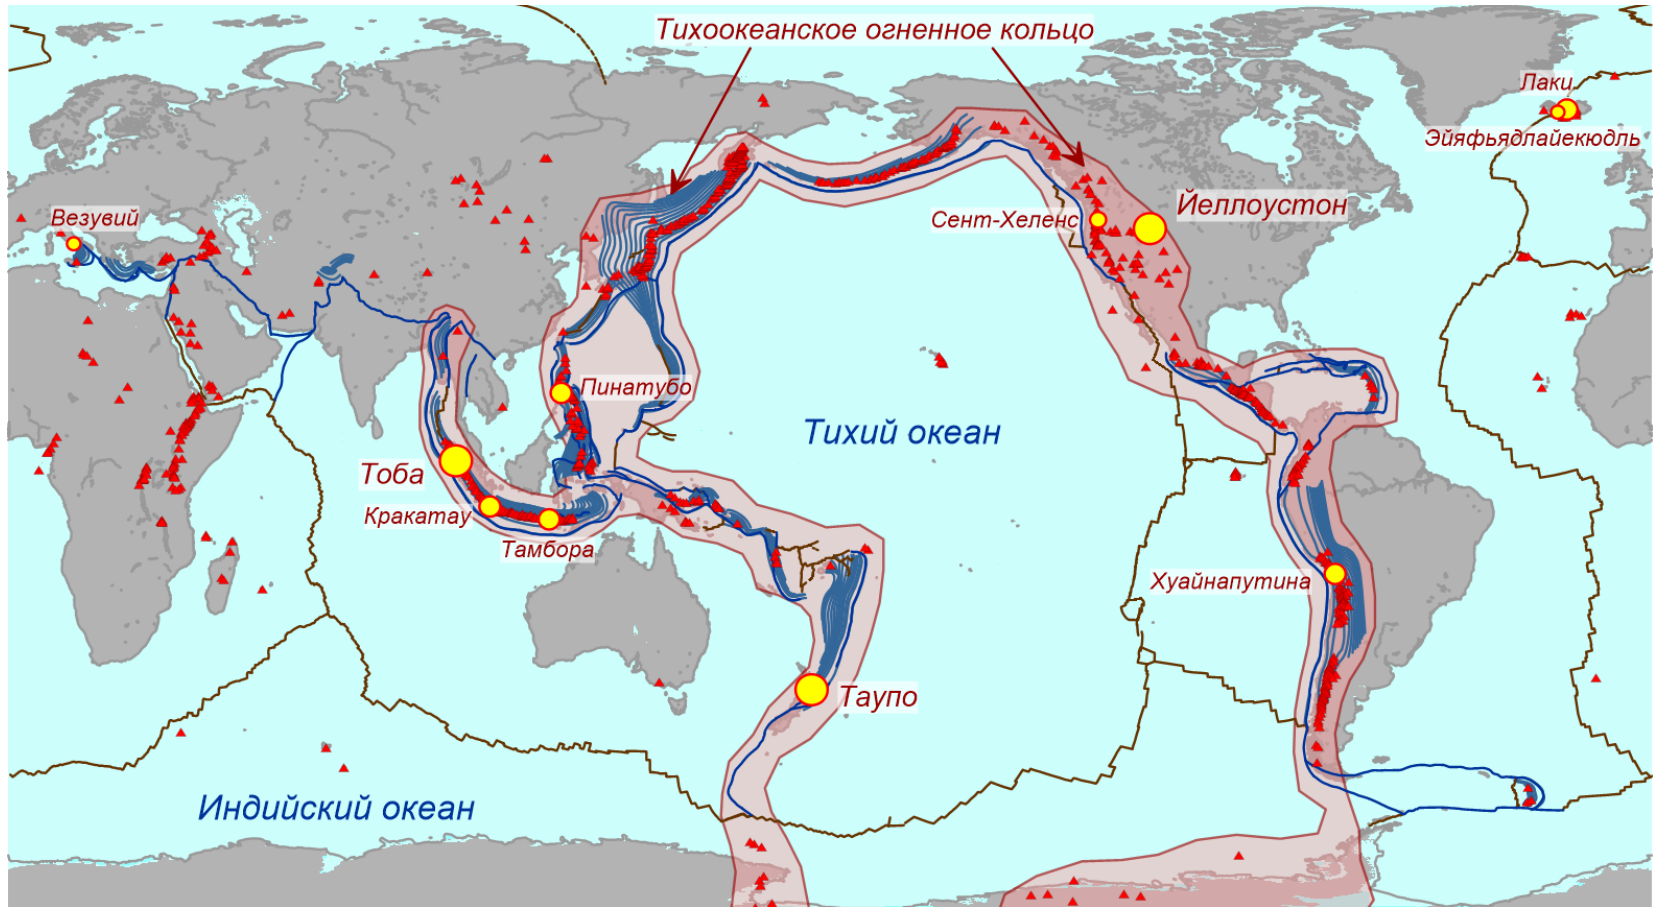 Тихоокеанское огненное кольцо
Лаки
Эйяфьядлайекюдль
Везувий
Сент-Хеленс
Йеллоустон
Пинатубо
Тихий океан
Тоба
Кракатау
Тамбора
Хуайнапутина
Таупо
Индийский океан